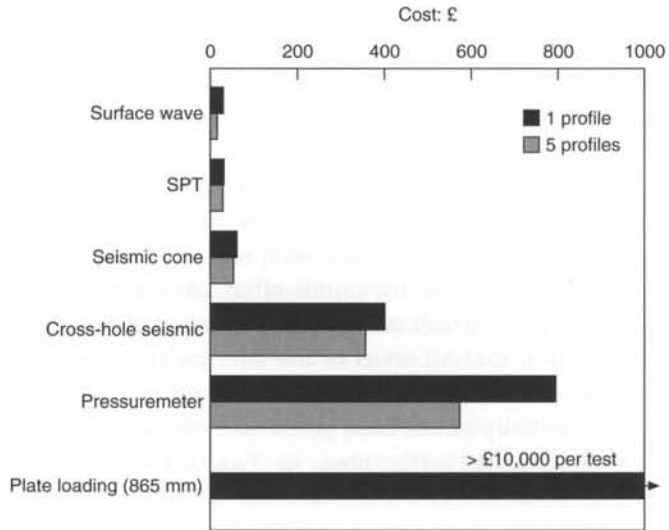 Cost: £
0 200 400 600 800 1000
1 profile
5 profiles
Surface wave
SPT
Seismic cone
Cross-hole seismic
Pressuremeter
> £10,000 per test
Plate loading (865 mm)